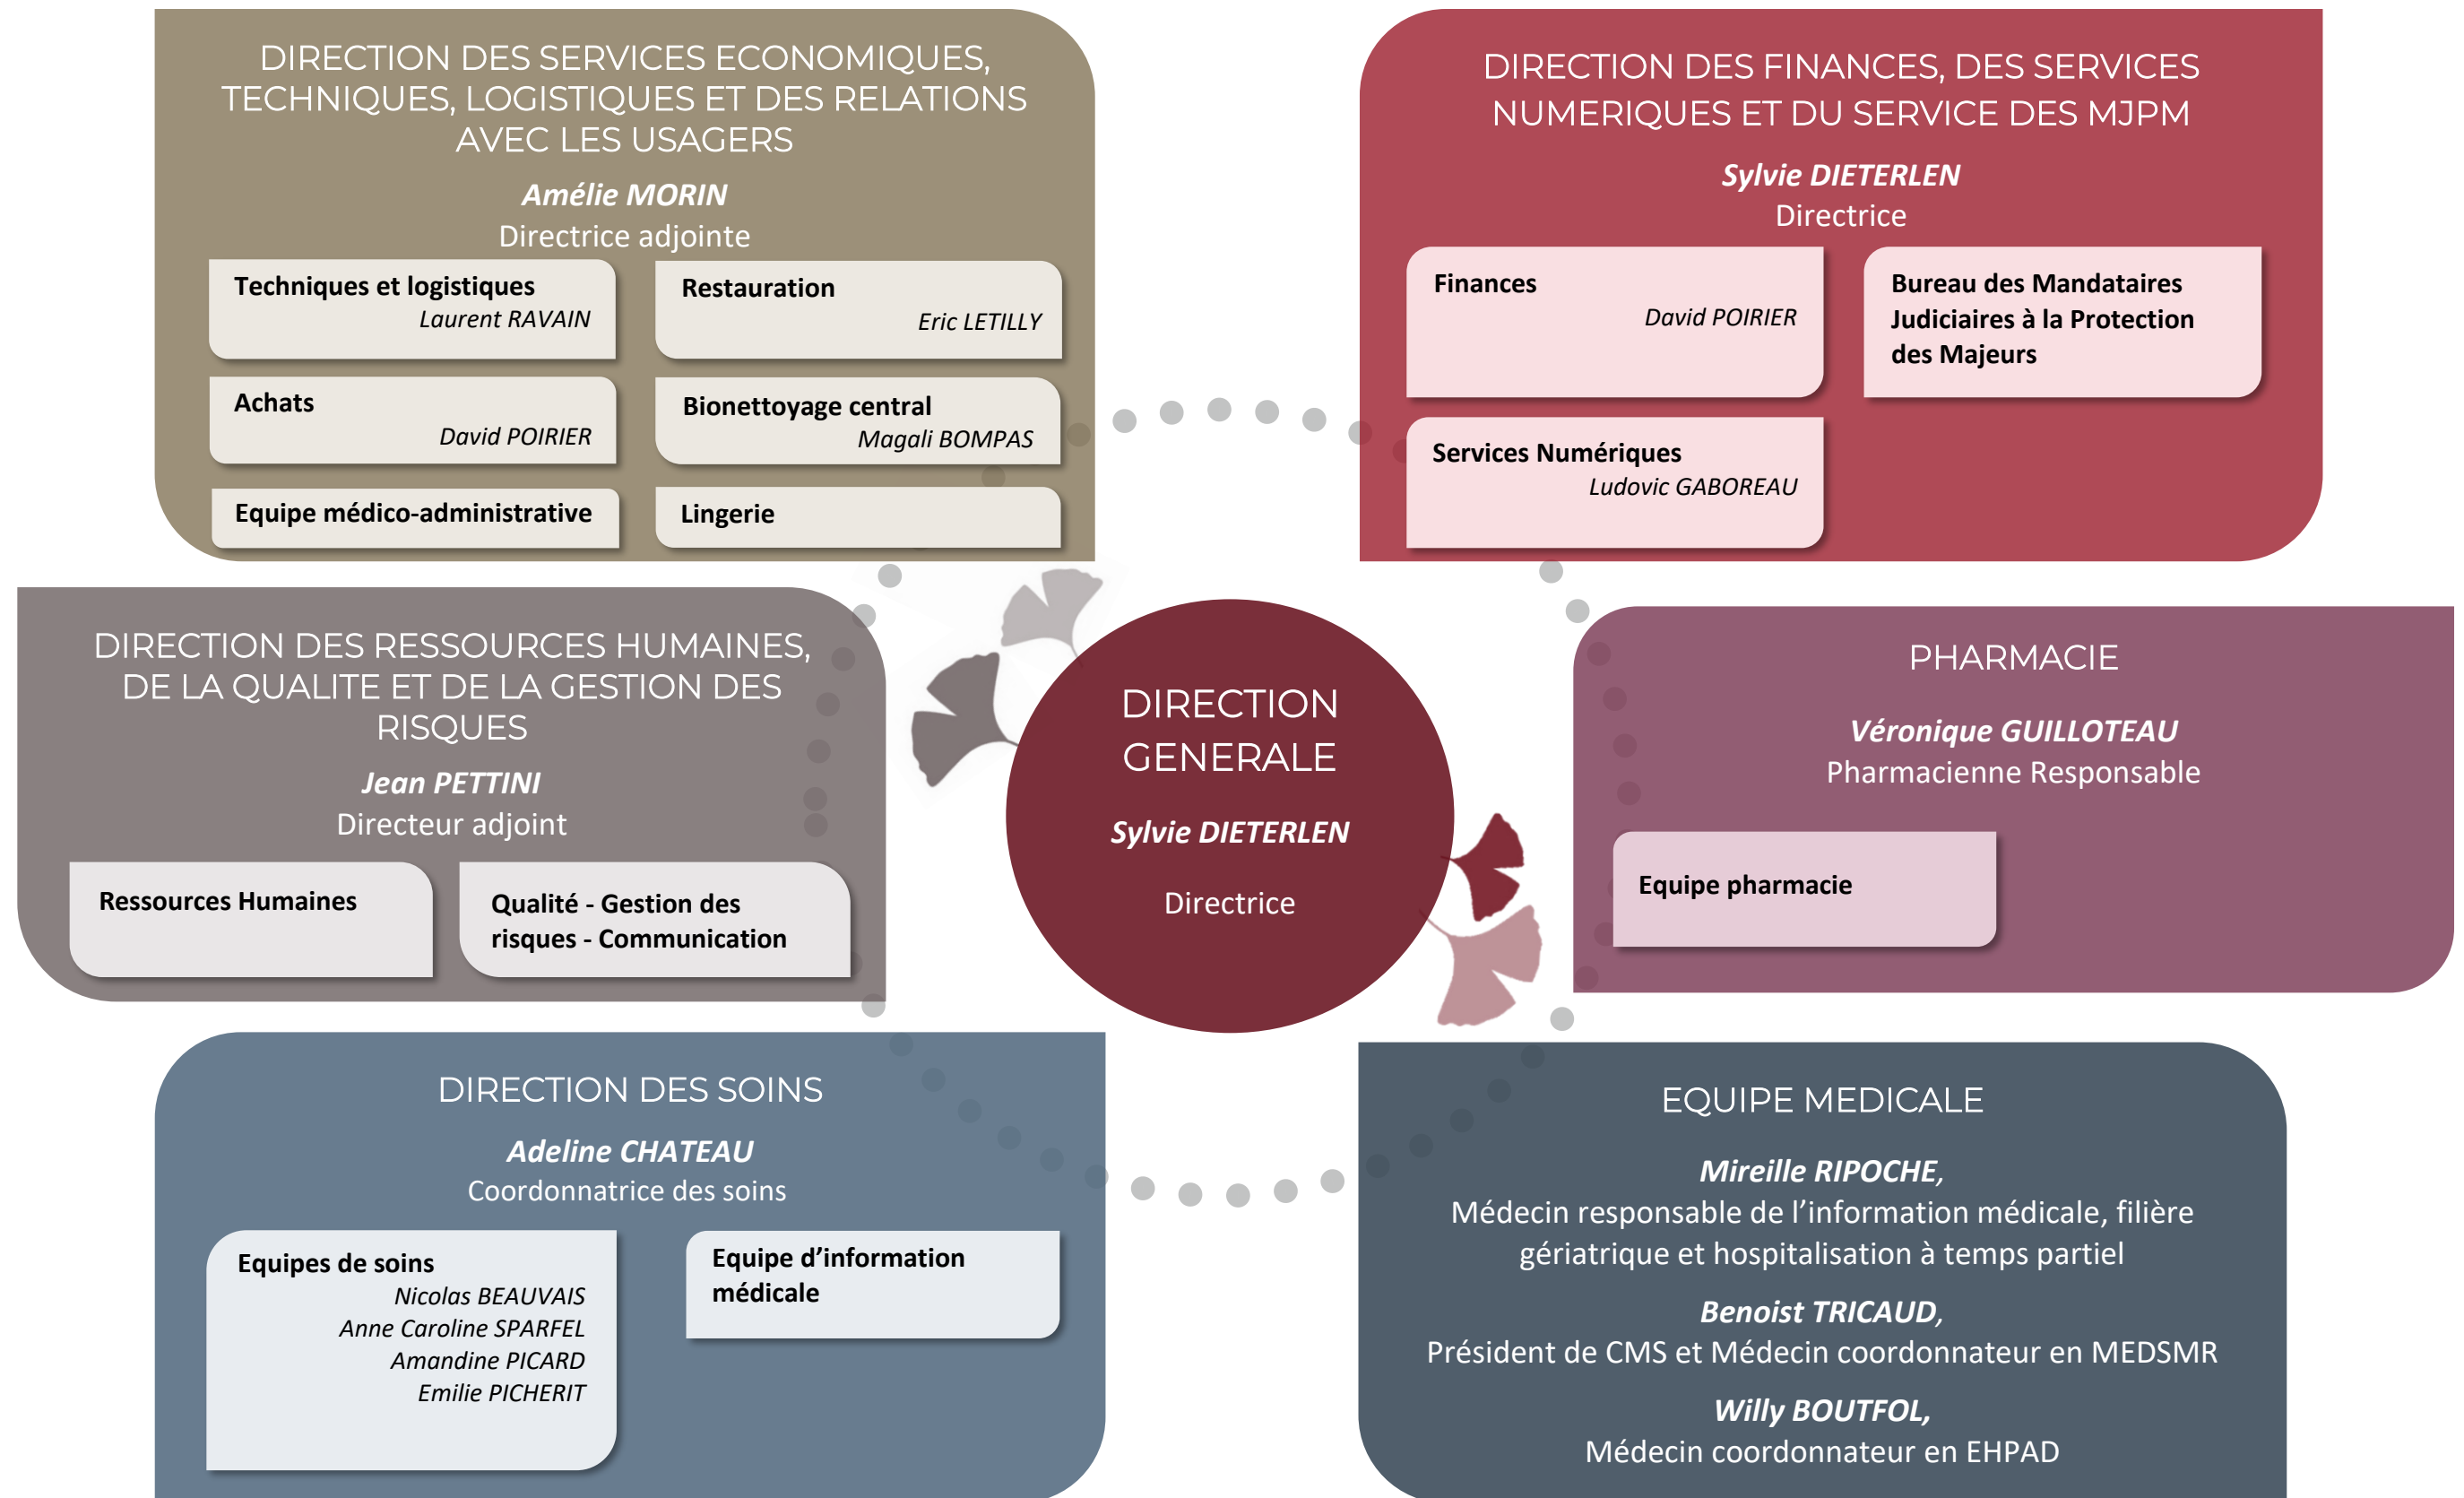 DIRECTION DES SERVICES ECONOMIQUES,
TECHNIQUES, LOGISTIQUES ET DES RELATIONS
AVEC LES USAGERS
Amélie MORIN
Directrice adjointe
Techniques et logistiques
Laurent RAVAIN
Restauration
Eric LETILLY
Achats
David POIRIER
Bionettoyage central
Magali BOMPAS
Equipe médico-administrative
Lingerie
DIRECTION DES FINANCES, DES SERVICES
NUMERIQUES ET DU SERVICE DES MJPM
Sylvie DIETERLEN
Directrice
Finances
David POIRIER
Bureau des Mandataires
Judiciaires à la Protection
des Majeurs
Services Numériques
Ludovic GABOREAU
DIRECTION DES RESSOURCES HUMAINES,
DE LA QUALITE ET DE LA GESTION DES
RISQUES
Jean PETTINI
Directeur adjoint
Ressources Humaines
Qualité - Gestion des
risques - Communication
DIRECTION
GENERALE
Sylvie DIETERLEN
Directrice
PHARMACIE
Véronique GUILLOTEAU
Pharmacienne Responsable
Equipe pharmacie
DIRECTION DES SOINS
Adeline CHATEAU
Coordonnatrice des soins
Equipes de soins
Nicolas BEAUVAIS
Anne Caroline SPARFEL
Amandine PICARD
Emilie PICHERIT
Equipe d’information
médicale
EQUIPE MEDICALE
Mireille RIPOCHE,
Médecin responsable de l’information médicale, filière
gériatrique et hospitalisation à temps partiel
Benoist TRICAUD,
Président de CMS et Médecin coordonnateur en MEDSMR
Willy BOUTFOL,
Médecin coordonnateur en EHPAD